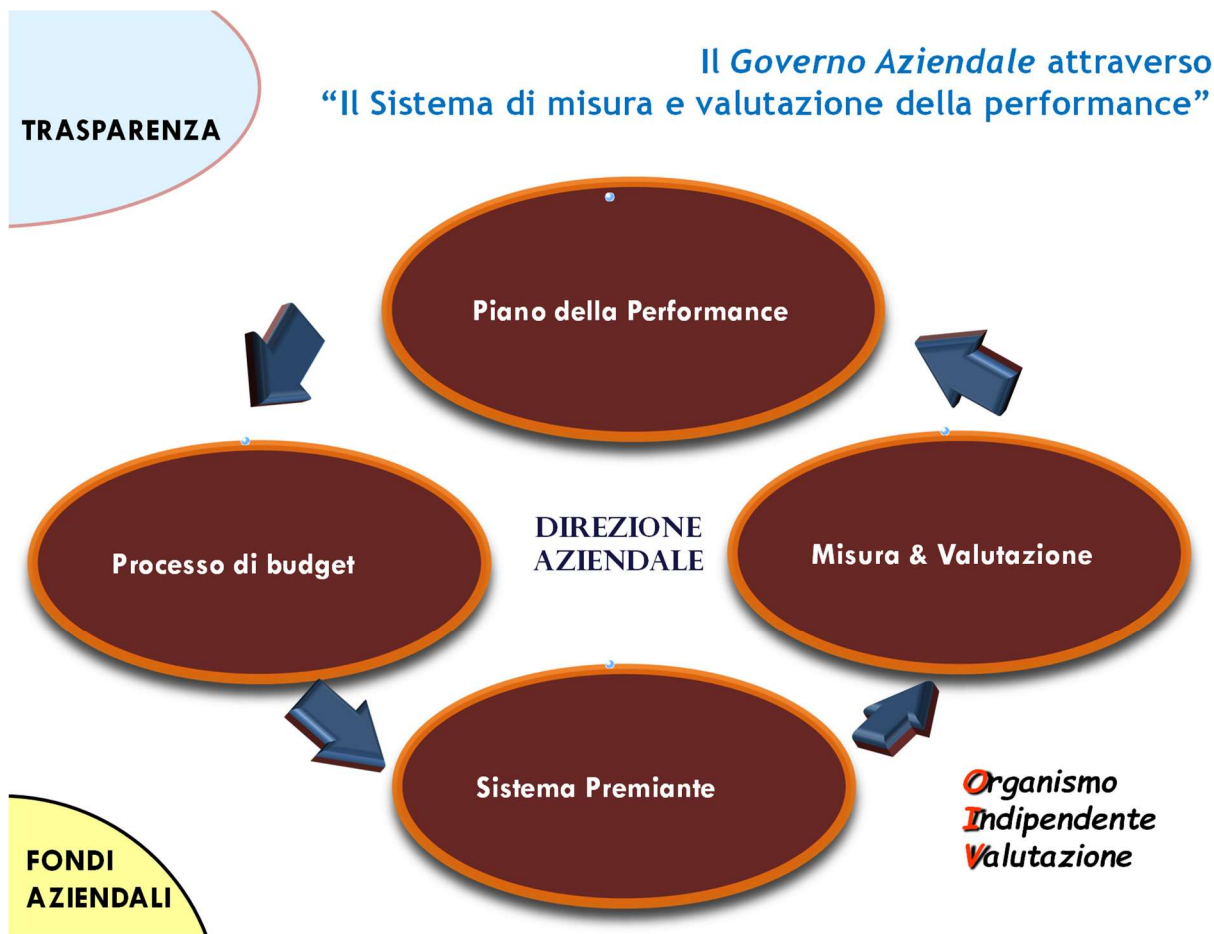 Il Governo Aziendale attraverso
“Il Sistema di misura e valutazione della performance”
TRASPARENZA
Piano della Performance
Processo di budget
DIREZIONE
AZIENDALE
Misura & Valutazione
Sistema Premiante
Organismo
Indipendente
Valutazione
FONDI
AZIENDALI